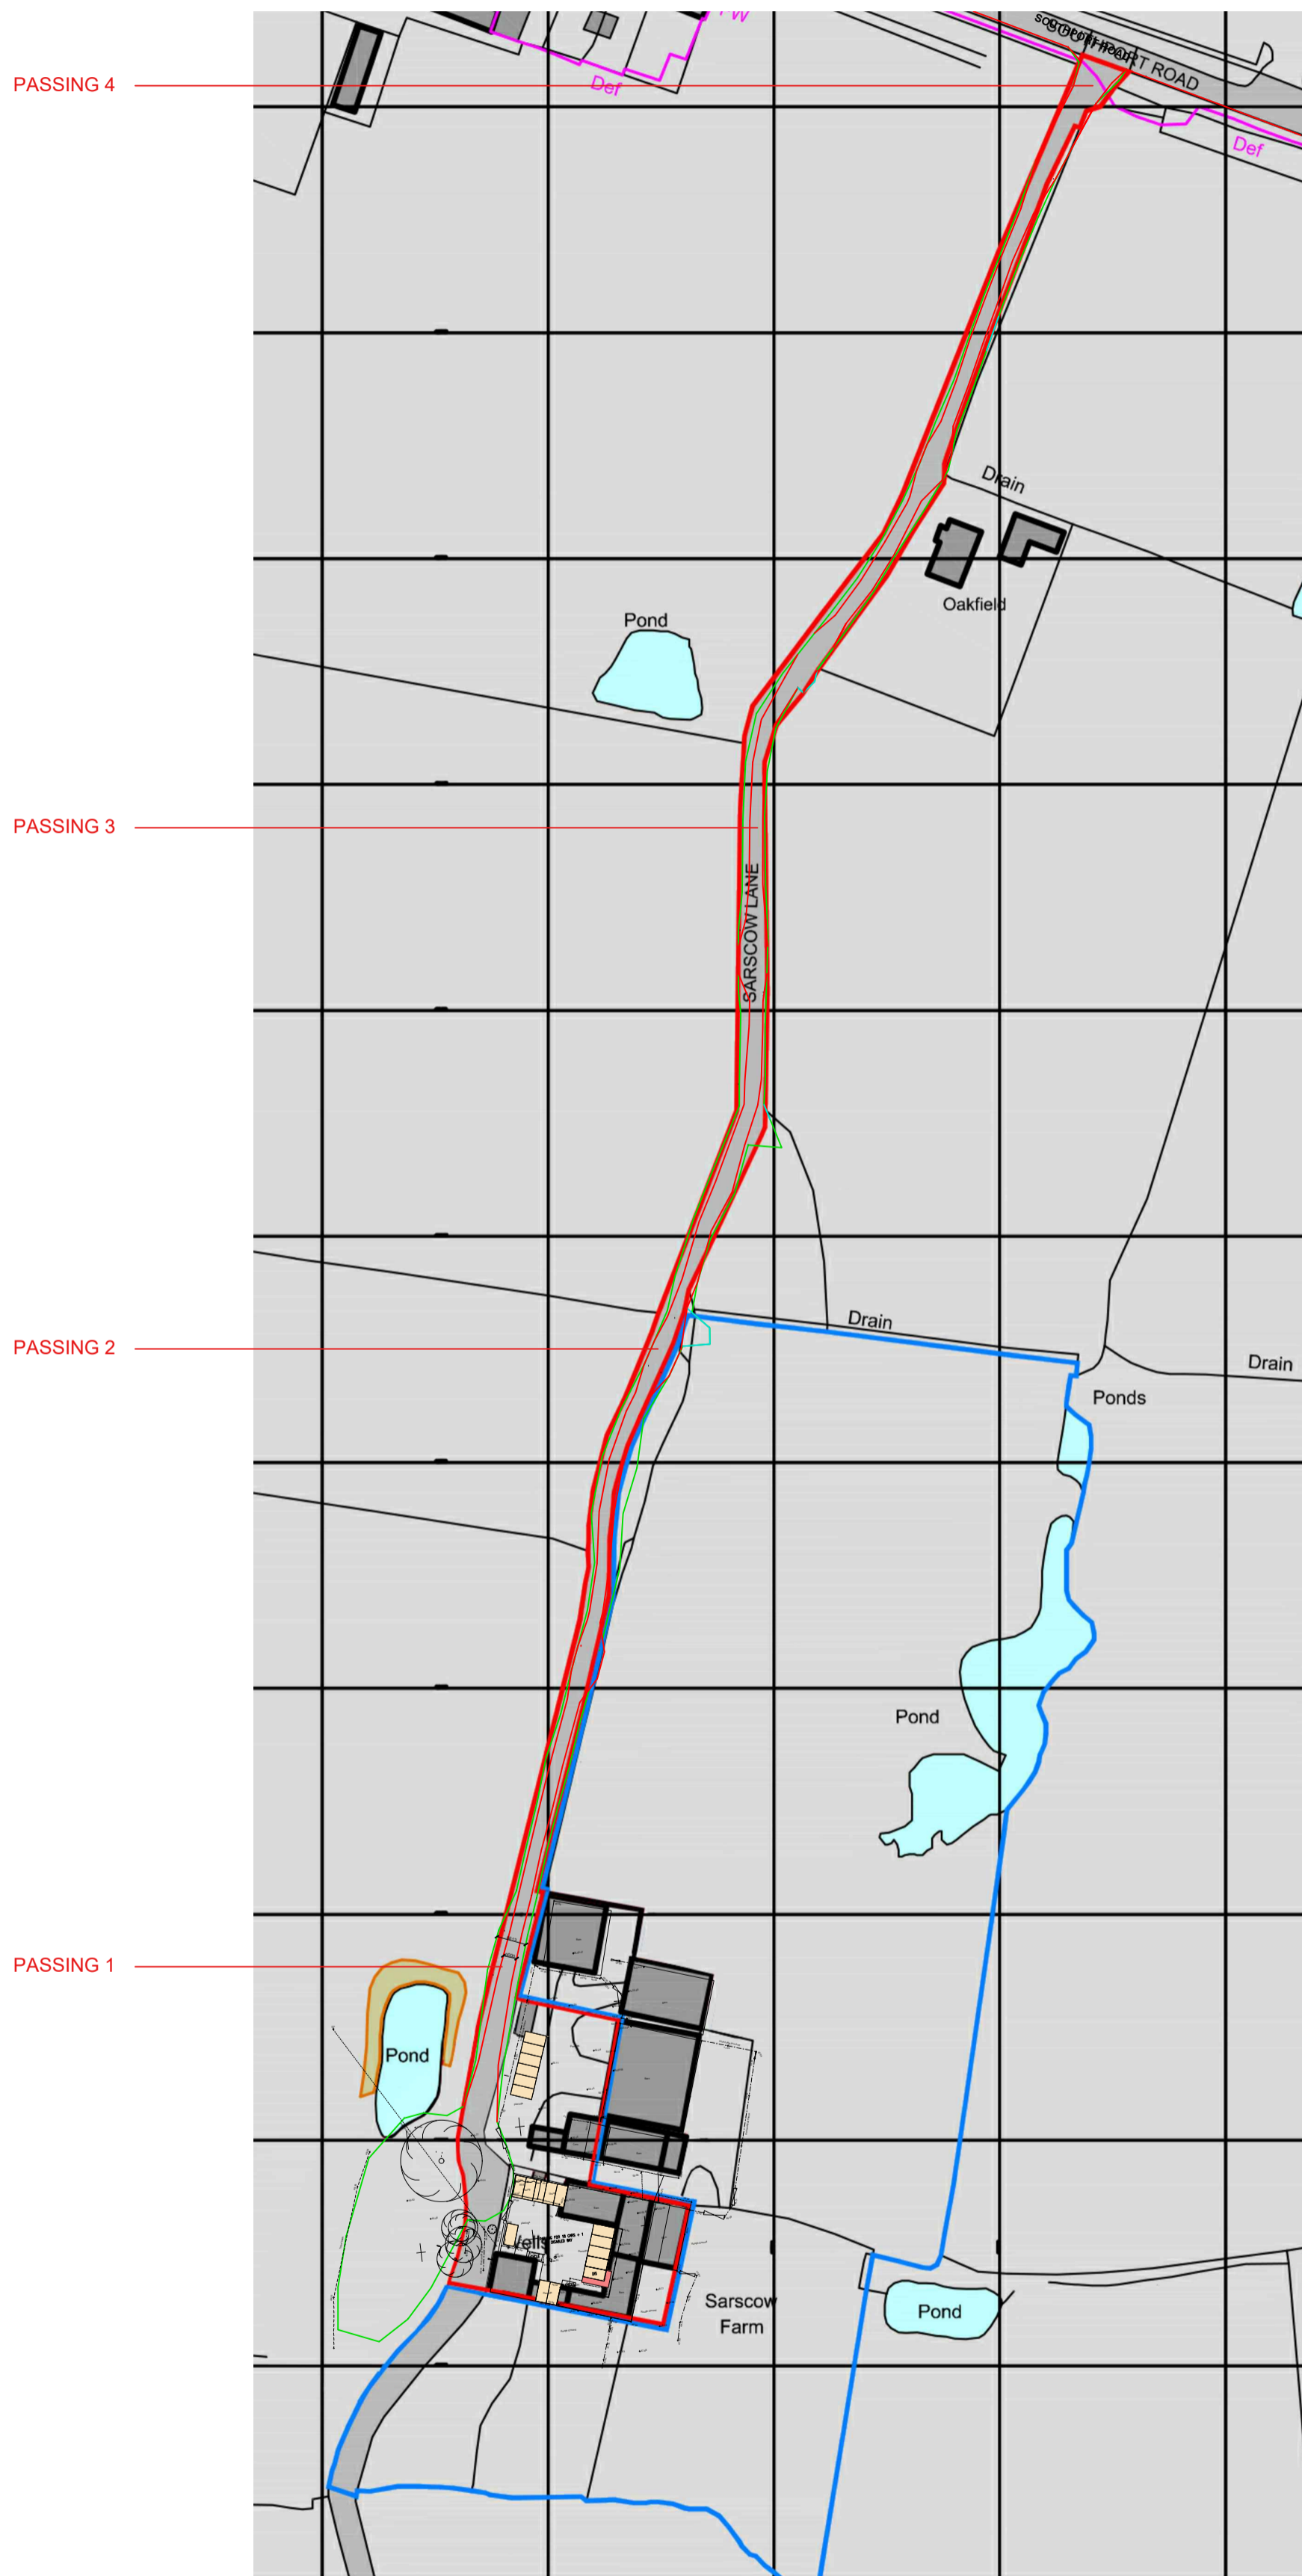 SOUTHPORT ROAD
PASSING 4
Def
Def
Drain
Oakfield
Pond
PASSING 3
SARSCOW LANE
Drain
PASSING 2
Drain
Ponds
Pond
PASSING 1
Pond
Sarscow
Farm
Pond